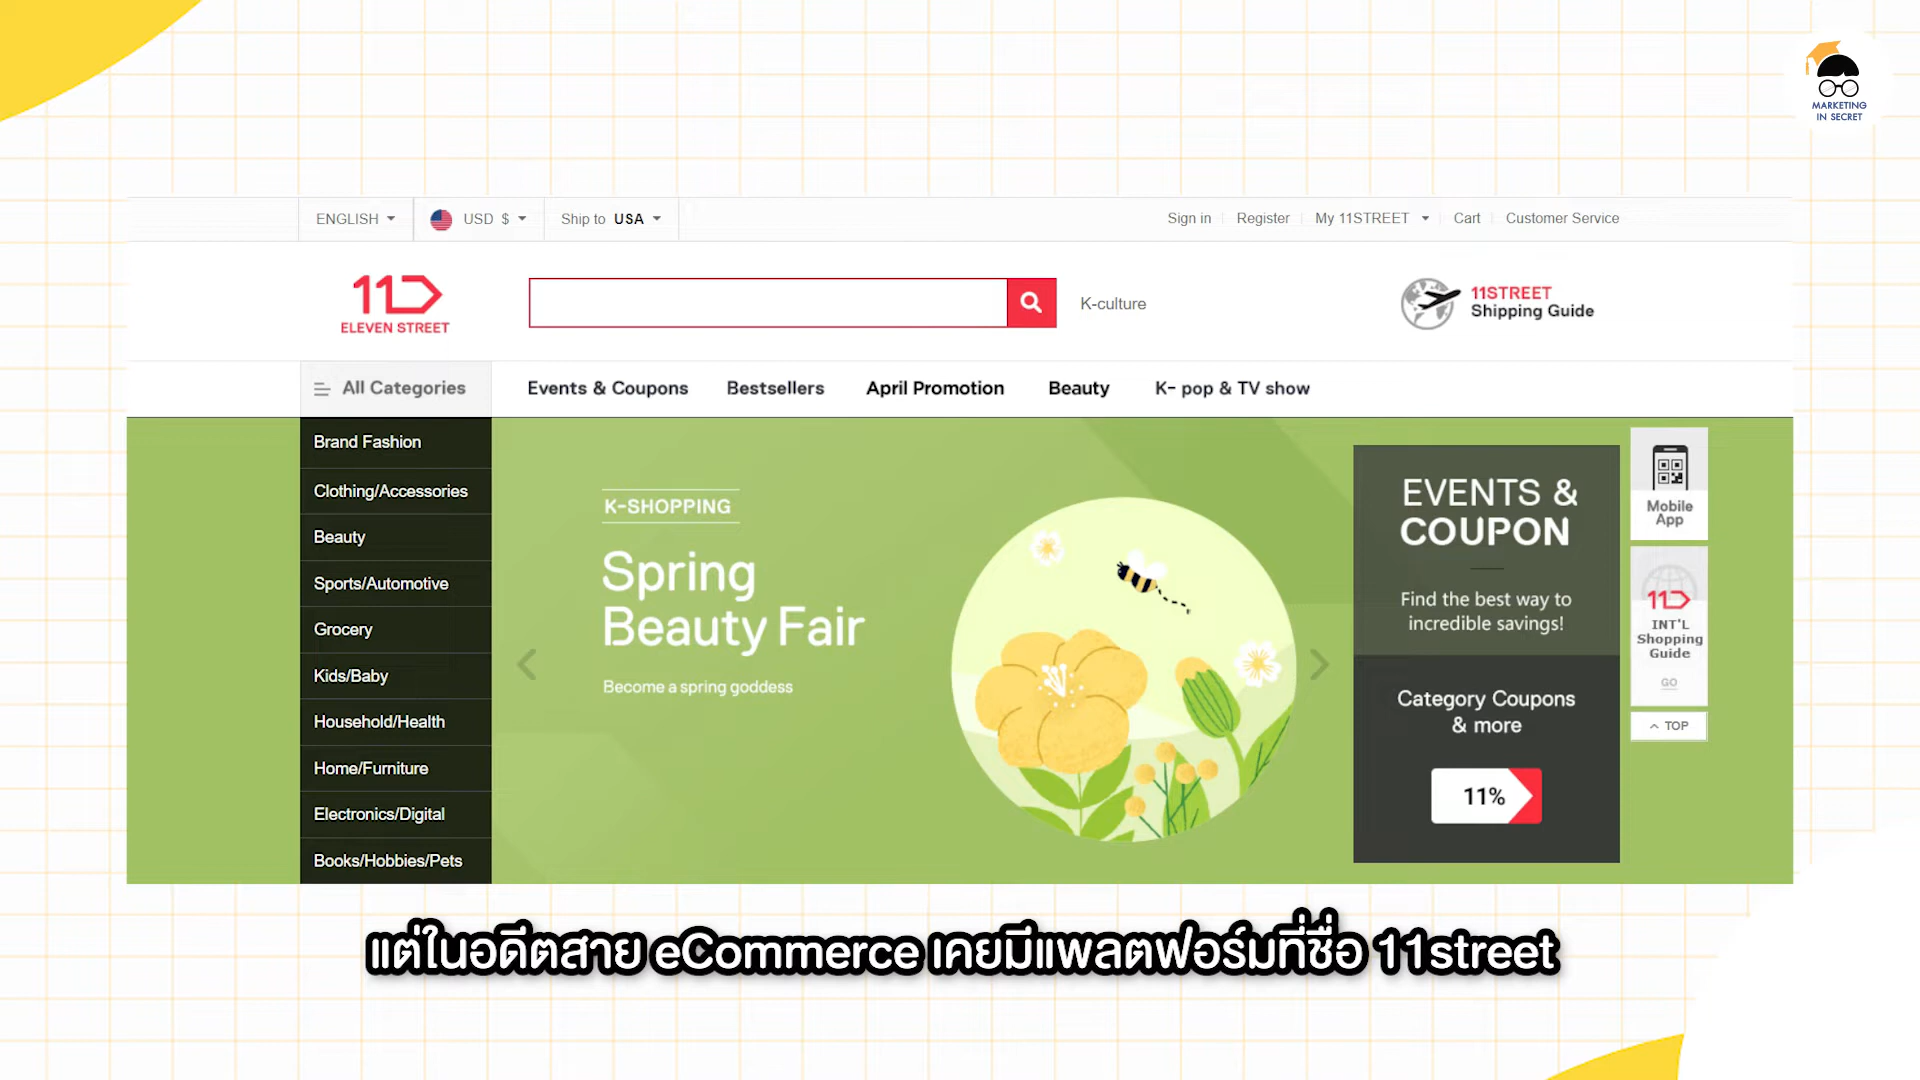 MARKETING
IN SECRET
ENGLISH
USD $
Ship to USA
Sign in
Register
My 11STREET
Cart
Customer Service
11
ELEVEN STREET
K-culture
11STREET
Shipping Guide
All Categories
Events & Coupons
Bestsellers
April Promotion
Beauty
K- pop & TV show
Brand Fashion
Clothing/Accessories
Beauty
Sports/Automotive
Grocery
Kids/Baby
Household/Health
Home/Furniture
Electronics/Digital
Books/Hobbies/Pets
K-SHOPPING
Spring
Beauty Fair
Become a spring goddess
EVENTS &
COUPON
Find the best way to
incredible savings!
Category Coupons
& more
11%
Mobile
App
11
INT'L
Shopping
Guide
GO
TOP
แต่ในอดีตสาย eCommerce เคยมีแพลตฟอร์มที่ชื่อ 11street